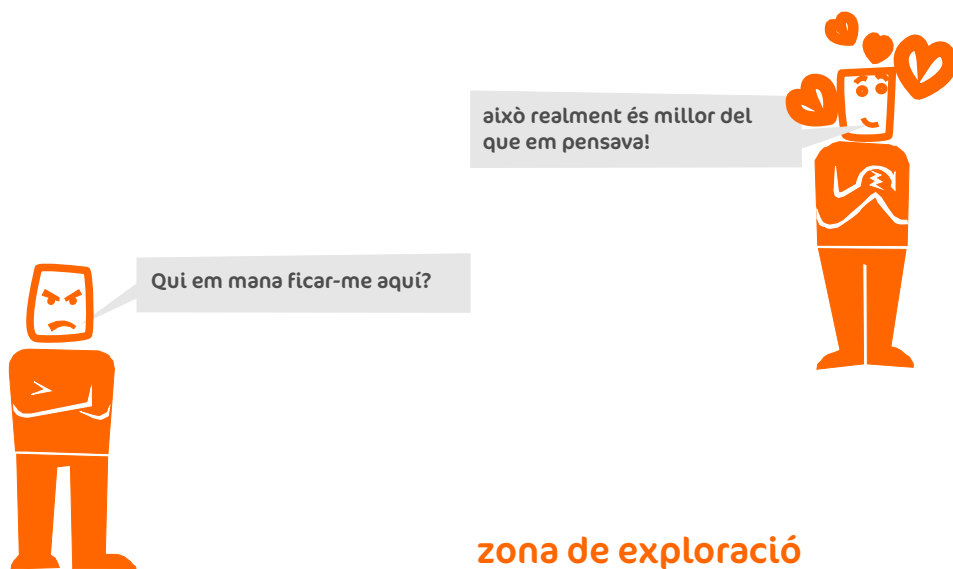 això realment és millor del
que em pensava!
Qui em mana ficar-me aquí?
zona de exploració